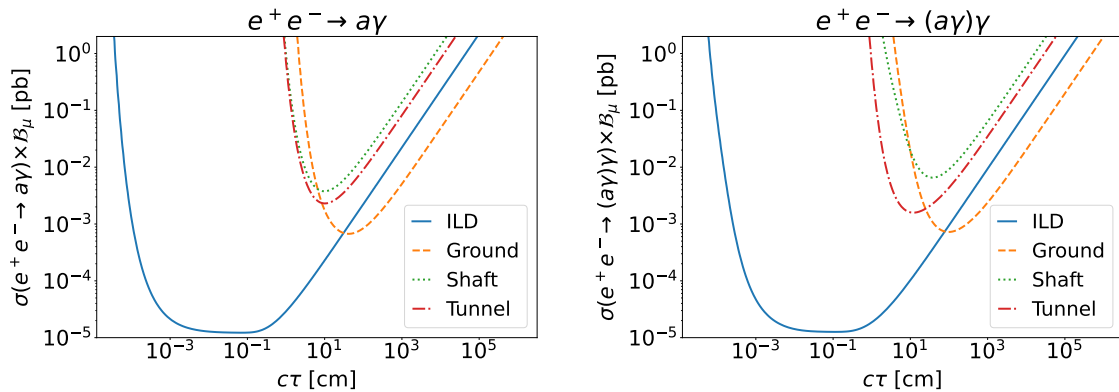 e⁺e⁻→ aγ
σ(e⁺e⁻→ aγ)×ℬμ [pb]
10⁰
10⁻¹
10⁻²
10⁻³
10⁻⁴
10⁻⁵
ILD
Ground
Shaft
Tunnel
10⁻³ 10⁻¹ 10¹ 10³ 10⁵
cτ [cm]
e⁺e⁻→ (aγ)γ
σ(e⁺e⁻→ (aγ)γ)×ℬμ [pb]
10⁰
10⁻¹
10⁻²
10⁻³
10⁻⁴
10⁻⁵
ILD
Ground
Shaft
Tunnel
10⁻³ 10⁻¹ 10¹ 10³ 10⁵
cτ [cm]